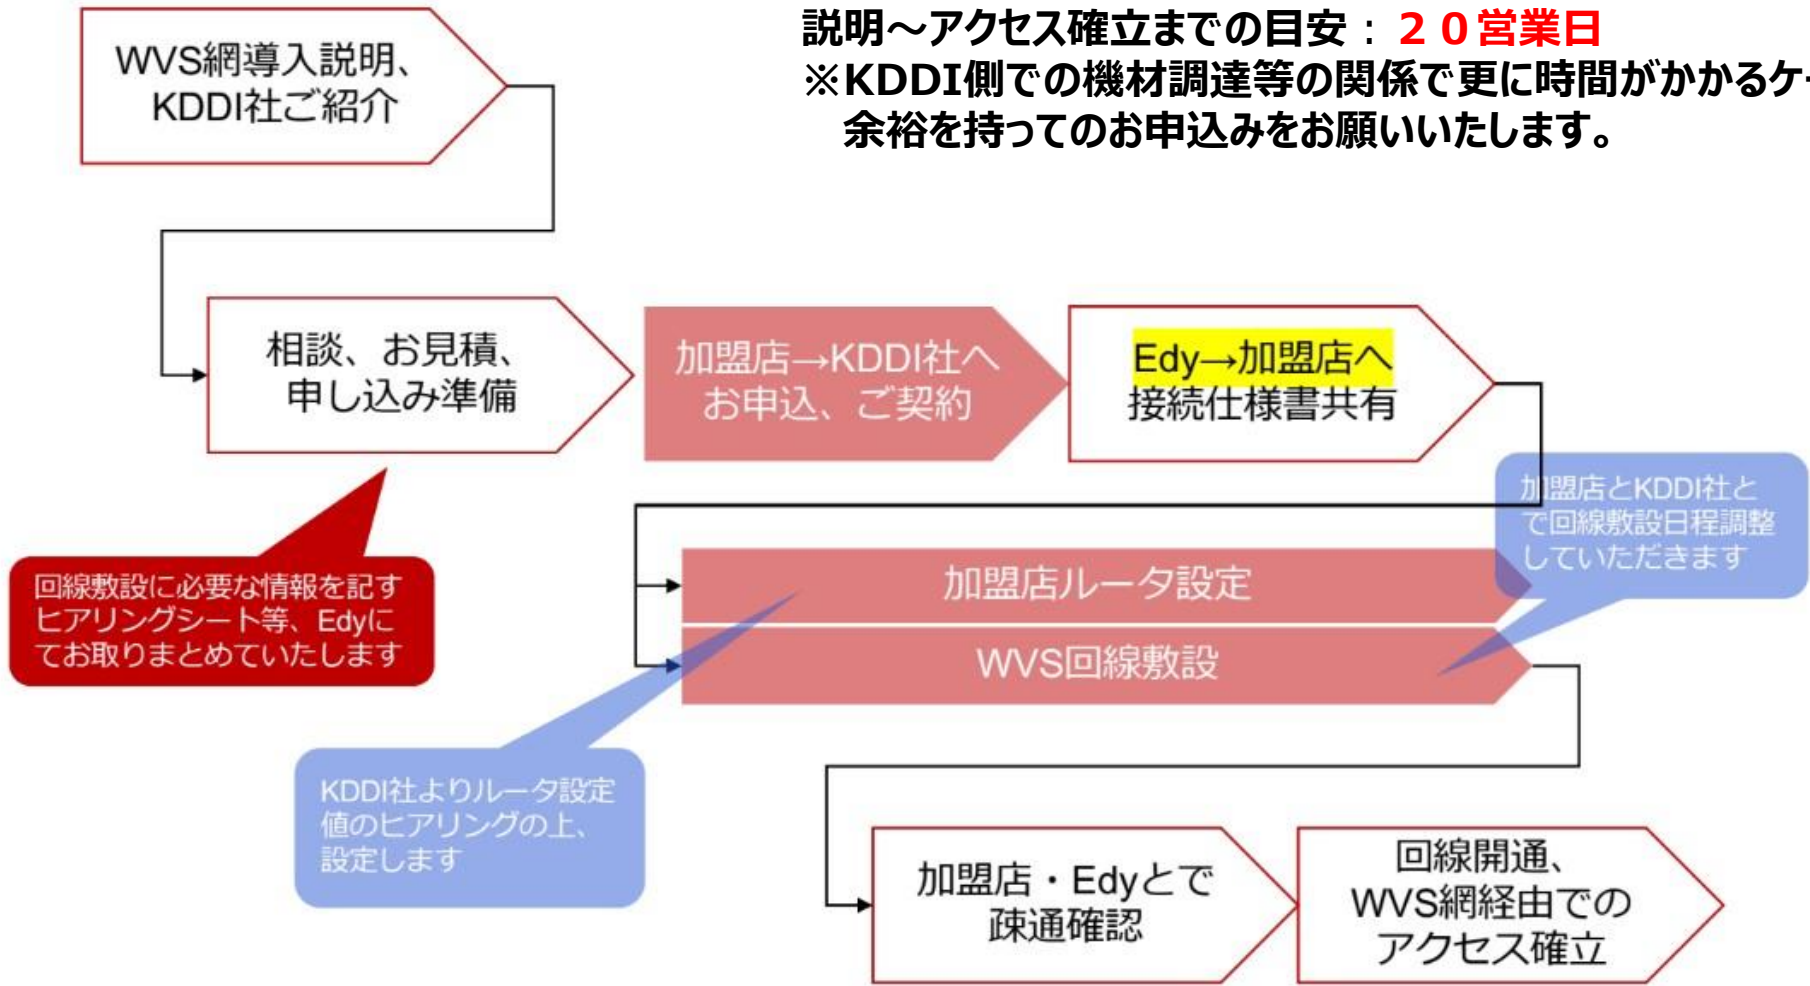 説明～アクセス確立までの目安：２０営業日
※KDDI側での機材調達等の関係で更に時間がかかるケ
余裕を持ってのお申込みをお願いいたします。
WVS網導入説明、
KDDI社ご紹介
相談、お見積、
申し込み準備
加盟店→KDDI社へ
お申込、ご契約
Edy→加盟店へ
接続仕様書共有
回線敷設に必要な情報を記す
ヒアリングシート等、Edyに
てお取りまとめていたします
加盟店とKDDI社と
で回線敷設日程調整
していただきます
加盟店ルータ設定
WVS回線敷設
KDDI社よりルータ設定
値のヒアリングの上、
設定します
加盟店・Edyとで
疎通確認
回線開通、
WVS網経由での
アクセス確立